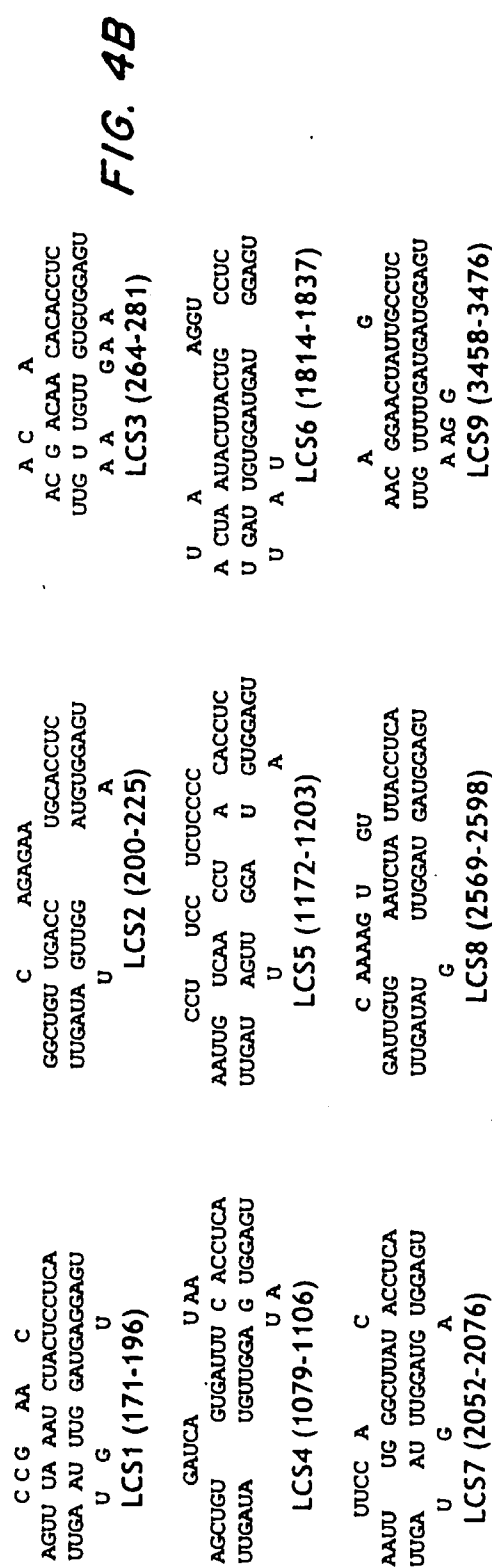 C C G AA C
AGUU UA AAU CUACUCCUCA
UUGA AU UUG GAUGAGGAGU
U G U
LCS1 (171-196)
C AGAGAA
GGCUGU UGACC UGCACCUC
UUGAUA GUUGG AUGUGGAGU
U A
LCS2 (200-225)
A C A
AC G ACAA CACACCUC
UUG U UGUU GUGUGGAGU
A A GA A
LCS3 (264-281)
FIG. 4B
GAUCA U AA
AGCUGU GUGAUUU C ACCUCA
UUGAUA UGUUGGA G UGGAGU
U A
LCS4 (1079-1106)
CCU UCC UCUCCCC
AAUUG UCAA CCU A CACCUC
UUGAU AGUU GGA U GUGGAGU
U A
LCS5 (1172-1203)
U A AGGU
A CUA AUACUUACUG CCUC
U GAU UGUGGAUGAU GGAGU
U A U
LCS6 (1814-1837)
UUCC A C
AAUU UG GGCUUAU ACCUCA
UUGA AU UUGGAUG UGGAGU
U G A
LCS7 (2052-2076)
C AAAAG U GU
GAUUGUG AAUCUA UUACCUCA
UUGAUAU UUGGAU GAUGGAGU
G
LCS8 (2569-2598)
A G
AAC GGAACUAUUGCCUC
UUG UUUUGAUGAUGGAGU
A AG G
LCS9 (3458-3476)